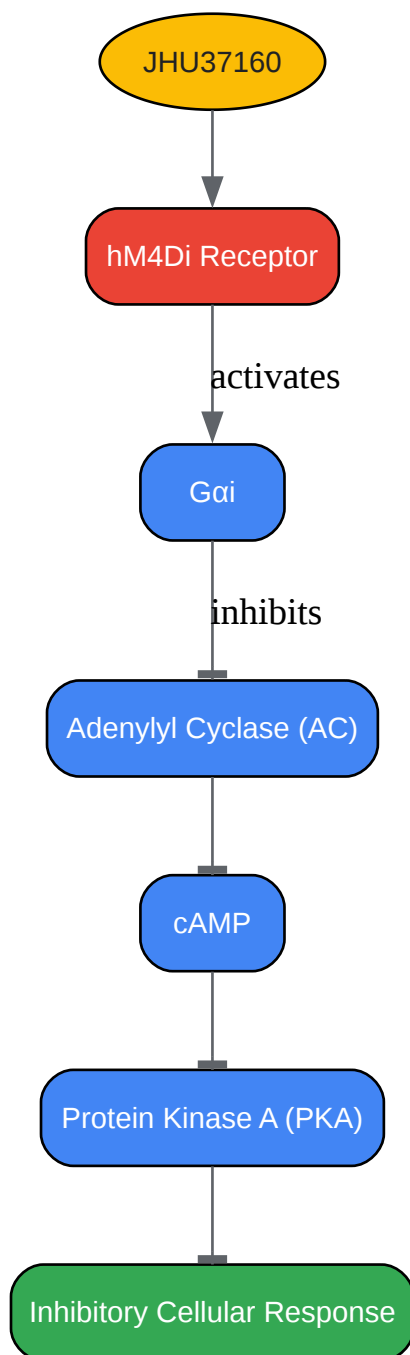 JHU37160
hM4Di Receptor
activates
Gαi
inhibits
Adenylyl Cyclase (AC)
cAMP
Protein Kinase A (PKA)
Inhibitory Cellular Response